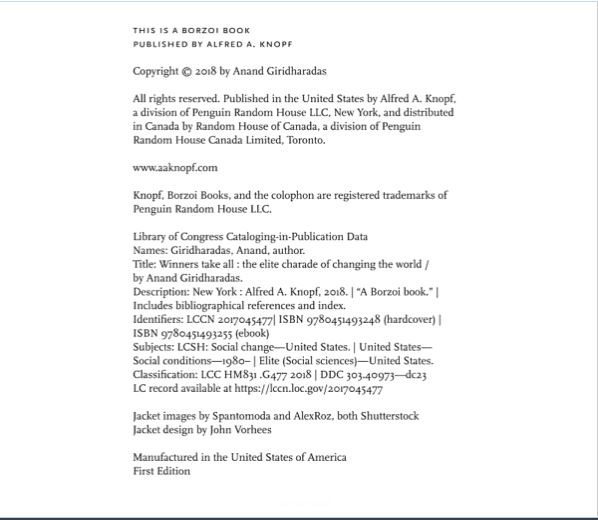 THIS IS A BORZOI BOOK
PUBLISHED BY ALFRED A. KNOPF
Copyright © 2018 by Anand Giridharadas
All rights reserved. Published in the United States by Alfred A. Knopf,
a division of Penguin Random House LLC, New York, and distributed
in Canada by Random House of Canada, a division of Penguin
Random House Canada Limited, Toronto.
www.aaknopf.com
Knopf, Borzoi Books, and the colophon are registered trademarks of
Penguin Random House LLC.
Library of Congress Cataloging-in-Publication Data
Names: Giridharadas, Anand, author.
Title: Winners take all : the elite charade of changing the world /
by Anand Giridharadas.
Description: New York : Alfred A. Knopf, 2018. | “A Borzoi book.” |
Includes bibliographical references and index.
Identifiers: LCCN 2017045477| ISBN 9780451493248 (hardcover) |
ISBN 9780451493255 (ebook)
Subjects: LCSH: Social change—United States. | United States—
Social conditions—1980– | Elite (Social sciences)—United States.
Classification: LCC HM831 .G477 2018 | DDC 303.40973—dc23
LC record available at https://lccn.loc.gov/2017045477
Jacket images by Spantomoda and AlexRoz, both Shutterstock
Jacket design by John Vorhees
Manufactured in the United States of America
First Edition